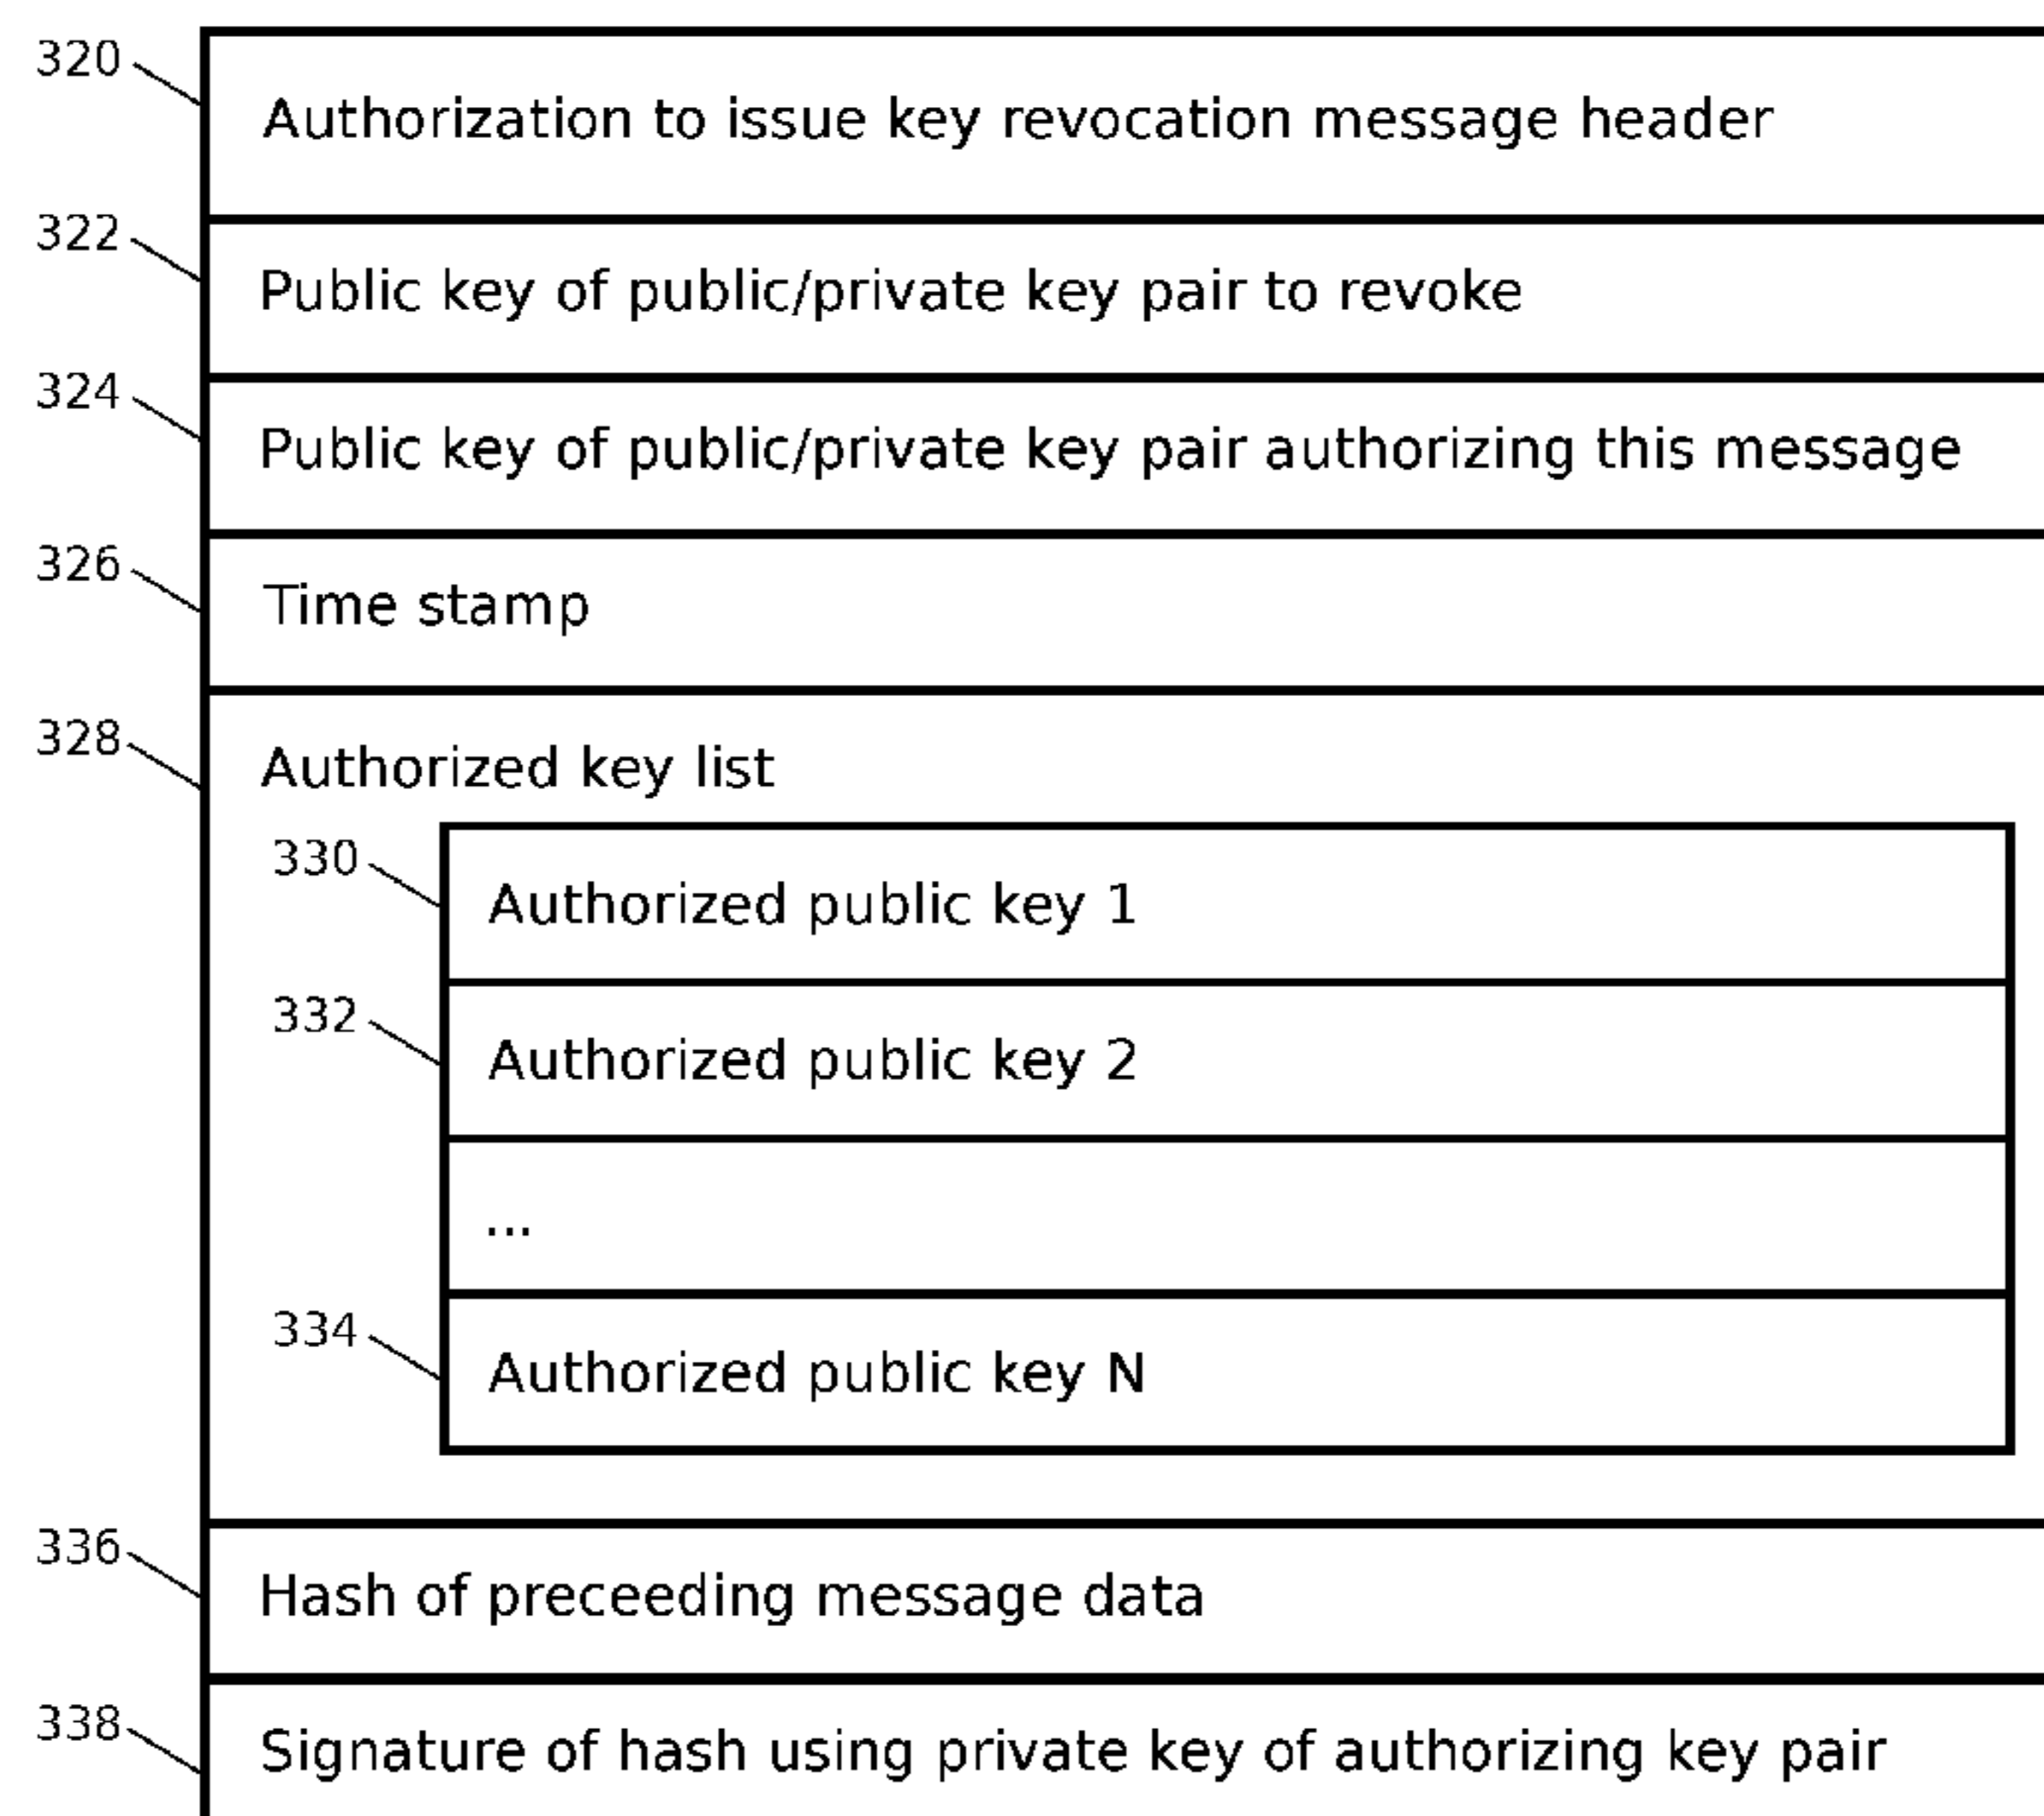 320
Authorization to issue key revocation message header
322
Public key of public/private key pair to revoke
324
Public key of public/private key pair authorizing this message
326
Time stamp
328
Authorized key list
330
Authorized public key 1
332
Authorized public key 2
...
334
Authorized public key N
336
Hash of preceeding message data
338
Signature of hash using private key of authorizing key pair